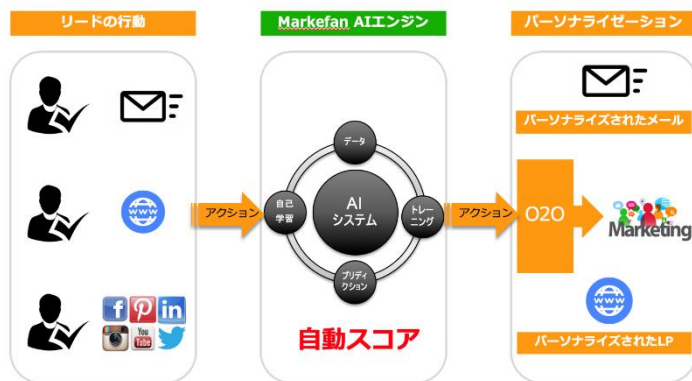 リードの行動
Markefan AIエンジン
パーソナライゼーション
データ
自己
学習
AI
システム
トレー
ニング
プリディ
クション
自動スコア
アクション
アクション
WWW
f
P
in
You
Tube
パーソナライズされたメール
O2O
Marketing
WWW
パーソナライズされたLP